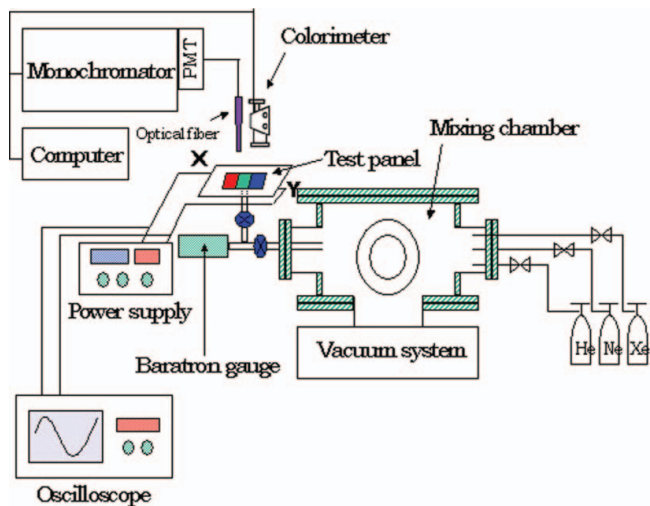 Colorimeter
Monochromator
PMT
Optical fiber
Mixing chamber
Computer
X
Test panel
Y
Power supply
Vacuum system
He
Ne
Xe
Baratron gauge
Oscilloscope